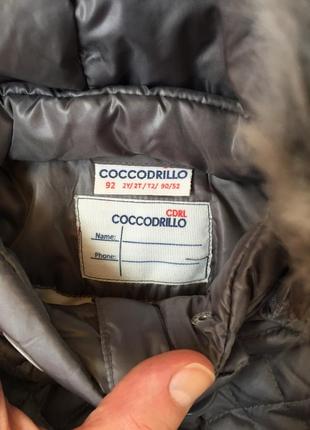 COCCODRILLO
92 2Y/2T/T2/ 90/52
CDRL
COCCODRILLO
Name:
Phone: